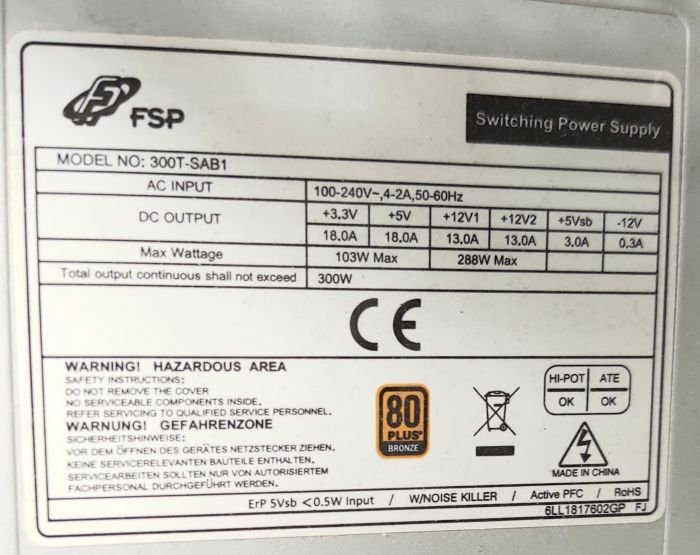 FSP
Switching Power Supply
MODEL NO: 300T-SAB1
AC INPUT 100-240V~,4-2A,50-60Hz
DC OUTPUT +3.3V +5V +12V1 +12V2 +5Vsb -12V
18.0A 18.0A 13.0A 13.0A 3.0A 0.3A
Max Wattage 103W Max 288W Max
Total output continuous shall not exceed 300W
CE
WARNING! HAZARDOUS AREA
SAFETY INSTRUCTIONS:
DO NOT REMOVE THE COVER
NO SERVICEABLE COMPONENTS INSIDE.
REFER SERVICING TO QUALIFIED SERVICE PERSONNEL.
WARNUNG! GEFAHRENZONE
SICHERHEITSHINWEISE:
VOR DEM ÖFFNEN DES GERÄTES NETZSTECKER ZIEHEN.
KEINE SERVICERELEVANTEN BAUTEILE ENTHALTEN.
SERVICEARBEITEN SOLLTEN NUR VON AUTORISIERTEM
FACHPERSONAL DURCHGEFÜHRT WERDEN.
80
PLUS
BRONZE
HI-POT ATE
OK OK
MADE IN CHINA
ErP 5Vsb <0.5W Input / W/NOISE KILLER / Active PFC / RoHS
6LL1817602GP FJ